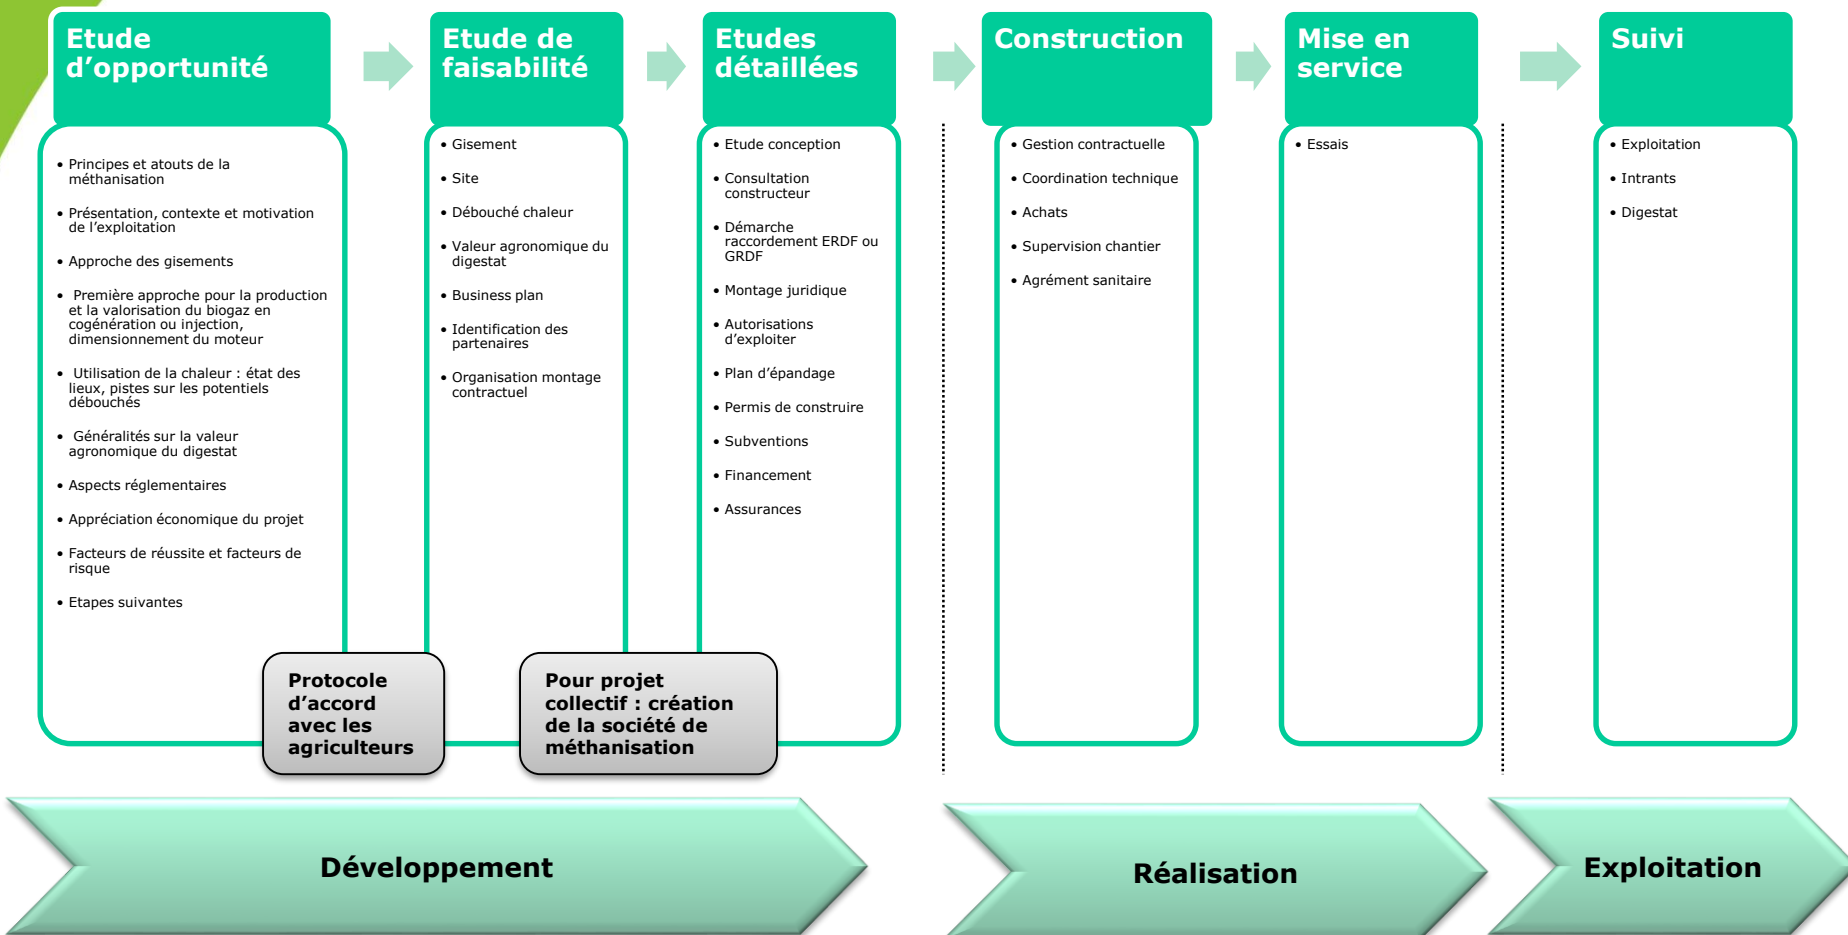 Etude
d’opportunité
• Principes et atouts de la
méthanisation
• Présentation, contexte et motivation
de l’exploitation
• Approche des gisements
• Première approche pour la production
et la valorisation du biogaz en
cogénération ou injection,
dimensionnement du moteur
• Utilisation de la chaleur : état des
lieux, pistes sur les potentiels
débouchés
• Généralités sur la valeur
agronomique du digestat
• Aspects réglementaires
• Appréciation économique du projet
• Facteurs de réussite et facteurs de
risque
• Etapes suivantes
Etude de
faisabilité
• Gisement
• Site
• Débouché chaleur
• Valeur agronomique du
digestat
• Business plan
• Identification des
partenaires
• Organisation montage
contractuel
Etudes
détaillées
• Etude conception
• Consultation
constructeur
• Démarche
raccordement ERDF ou
GRDF
• Montage juridique
• Autorisations
d’exploiter
• Plan d’épandage
• Permis de construire
• Subventions
• Financement
• Assurances
Construction
• Gestion contractuelle
• Coordination technique
• Achats
• Supervision chantier
• Agrément sanitaire
Mise en
service
• Essais
Suivi
• Exploitation
• Intrants
• Digestat
Protocole
d’accord
avec les
agriculteurs
Pour projet
collectif : création
de la société de
méthanisation
Développement
Réalisation
Exploitation